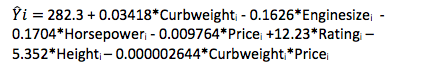 Ŷi = 282.3 + 0.03418*Curbweightᵢ - 0.1626*Enginesizeᵢ -
0.1704*Horsepowerᵢ - 0.009764*Priceᵢ +12.23*Ratingᵢ –
5.352*Heightᵢ – 0.000002644*Curbweightᵢ*Priceᵢ